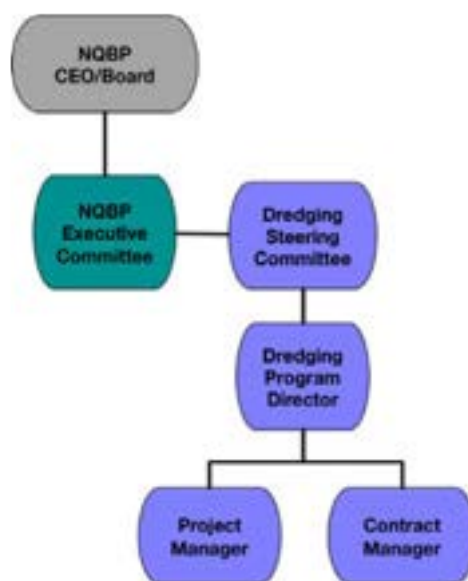 NQBP
CEO/Board
NQBP
Executive
Committee
Dredging
Steering
Committee
Dredging
Program
Director
Project
Manager
Contract
Manager